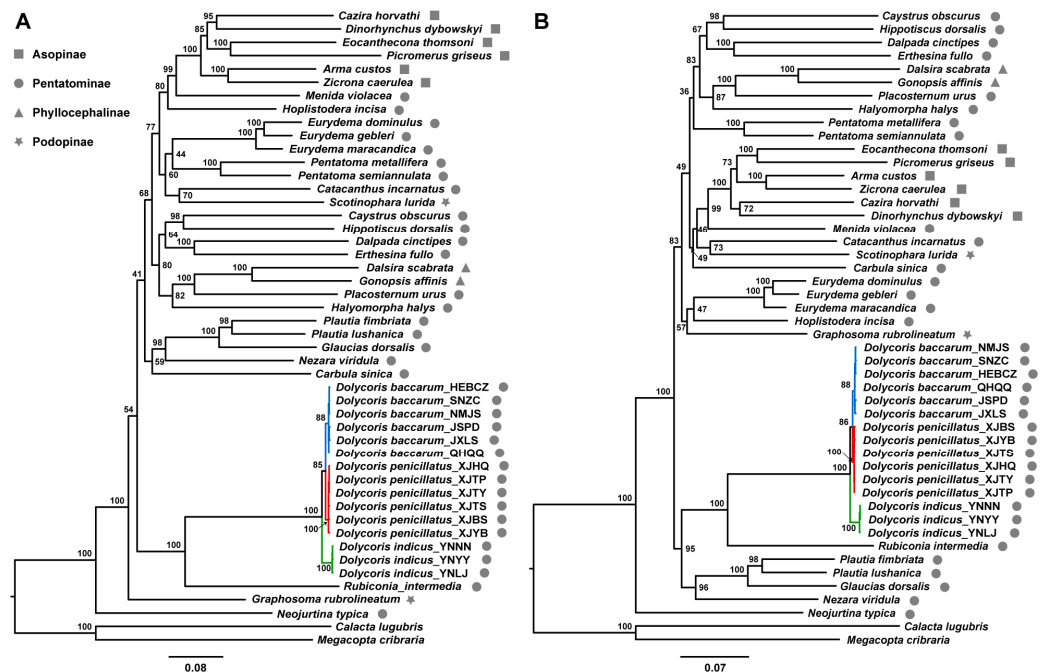 A
Asopinae
Pentatominae
Phyllocephalinae
Podopinae
Cazira horvathi
Dinorhynchus dybowskyi
Eocanthecona thomsoni
Picromerus griseus
Arma custos
Zicrona caerulea
Menida violacea
Hoplistodera incisa
Eurydema dominulus
Eurydema gebleri
Eurydema maracandica
Pentatoma metallifera
Pentatoma semiannulata
Catacanthus incarnatus
Scotinophara lurida
Caystrus obscurus
Hippotiscus dorsalis
Dalpada cinctipes
Erthesina fullo
Dalsira scabrata
Gonopsis affinis
Placosternum urus
Halyomorpha halys
Plautia fimbriata
Plautia lushanica
Glaucias dorsalis
Nezara viridula
Carbula sinica
Dolycoris baccarum_HEBCZ
Dolycoris baccarum_SNZC
Dolycoris baccarum_NMJS
Dolycoris baccarum_JSPD
Dolycoris baccarum_JXLS
Dolycoris baccarum_QHQQ
Dolycoris penicillatus_XJHQ
Dolycoris penicillatus_XJTP
Dolycoris penicillatus_XJTY
Dolycoris penicillatus_XJTS
Dolycoris penicillatus_XJBS
Dolycoris penicillatus_XJYB
Dolycoris indicus_YNNN
Dolycoris indicus_YNYY
Dolycoris indicus_YNLJ
Rubiconia_intermedia
Graphosoma rubrolineatum
Neojurtina typica
Calacta lugubris
Megacopta cribraria
95
85
100
100
99
100
80
100
77
100
100
44
100
60
70
68
98
64
100
80
100
100
82
41
98
100
98
59
54
88
85
100
100
100
100
100
100
100
100
0.08
B
Caystrus obscurus
Hippotiscus dorsalis
Dalpada cinctipes
Erthesina fullo
Dalsira scabrata
Gonopsis affinis
Placosternum urus
Halyomorpha halys
Pentatoma metallifera
Pentatoma semiannulata
Eocanthecona thomsoni
Picromerus griseus
Arma custos
Zicrona caerulea
Cazira horvathi
Dinorhynchus dybowskyi
Menida violacea
Catacanthus incarnatus
Scotinophara lurida
Carbula sinica
Eurydema dominulus
Eurydema gebleri
Eurydema maracandica
Hoplistodera incisa
Graphosoma rubrolineatum
Dolycoris baccarum_NMJS
Dolycoris baccarum_SNZC
Dolycoris baccarum_HEBCZ
Dolycoris baccarum_QHQQ
Dolycoris baccarum_JSPD
Dolycoris baccarum_JXLS
Dolycoris penicillatus_XJBS
Dolycoris penicillatus_XJYB
Dolycoris penicillatus_XJTS
Dolycoris penicillatus_XJHQ
Dolycoris penicillatus_XJTY
Dolycoris penicillatus_XJTP
Dolycoris indicus_YNNN
Dolycoris indicus_YNYY
Dolycoris indicus_YNLJ
Rubiconia intermedia
Plautia fimbriata
Plautia lushanica
Glaucias dorsalis
Nezara viridula
Neojurtina typica
Calacta lugubris
Megacopta cribraria
98
67
100
83
100
100
87
36
100
100
73
49
100
100
72
99
46
73
49
83
100
100
47
57
88
86
100
100
100
100
100
95
98
100
96
100
100
0.07